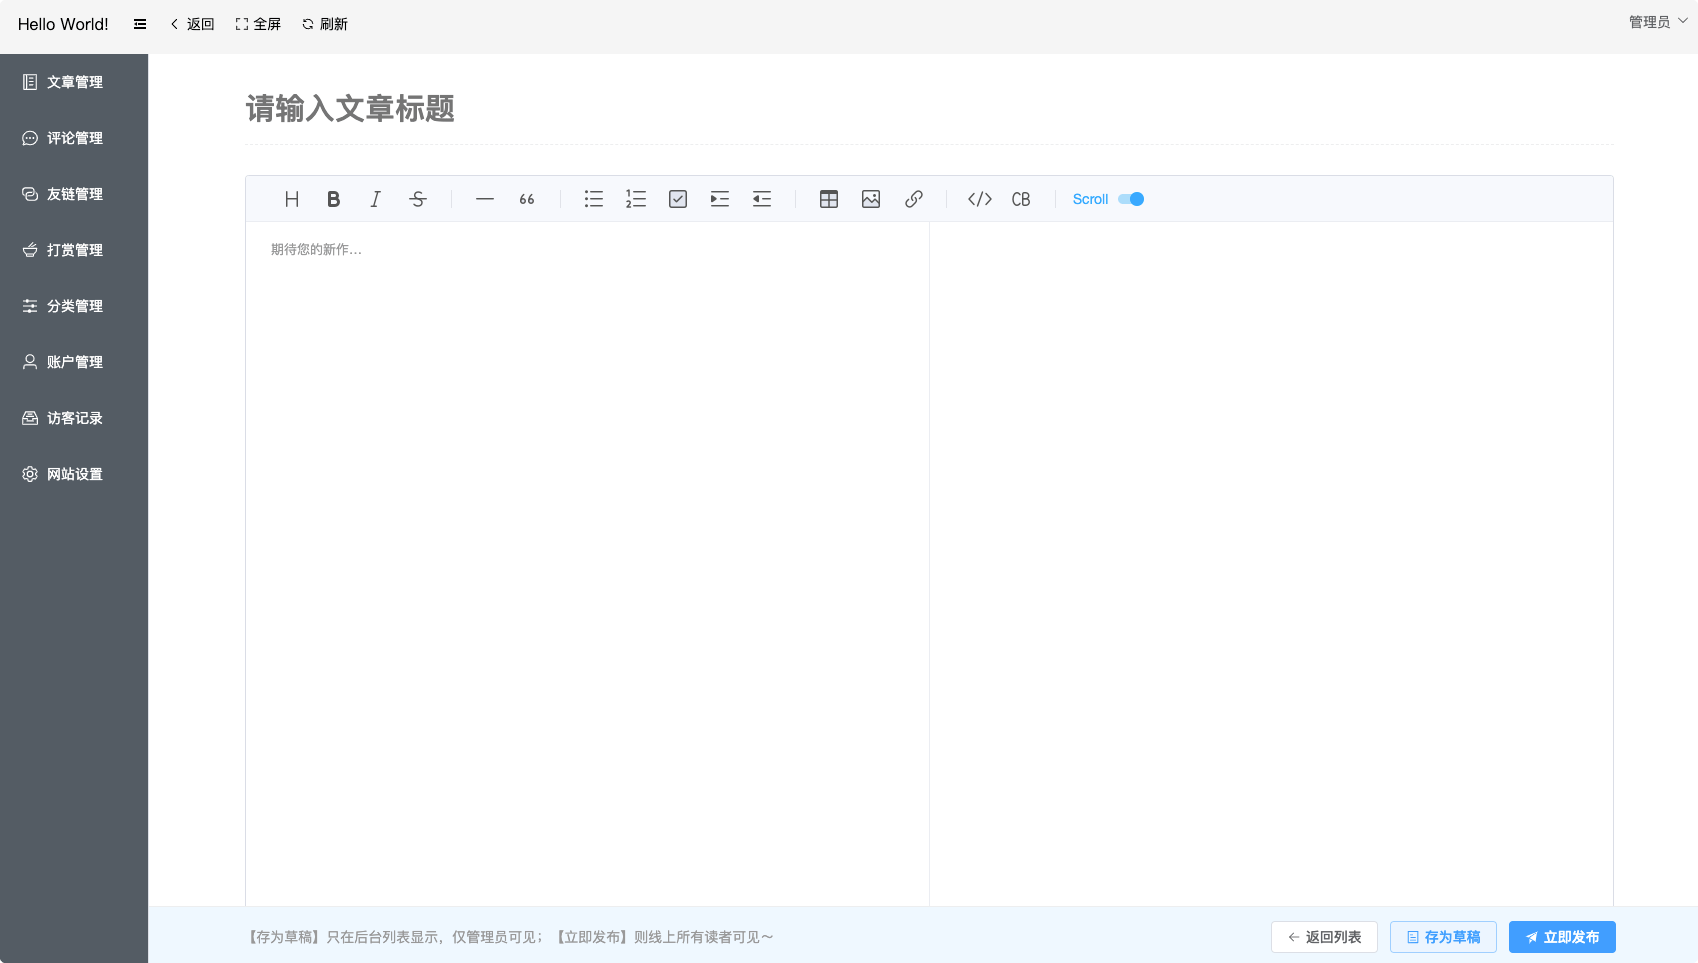 Hello World! 返回 全屏 刷新 管理员
文章管理
评论管理
友链管理
打赏管理
分类管理
账户管理
访客记录
网站设置
请输入文章标题
H B I S — 66 </> CB Scroll
期待您的新作...
【存为草稿】只在后台列表显示，仅管理员可见；【立即发布】则线上所有读者可见～ 返回列表 存为草稿 立即发布